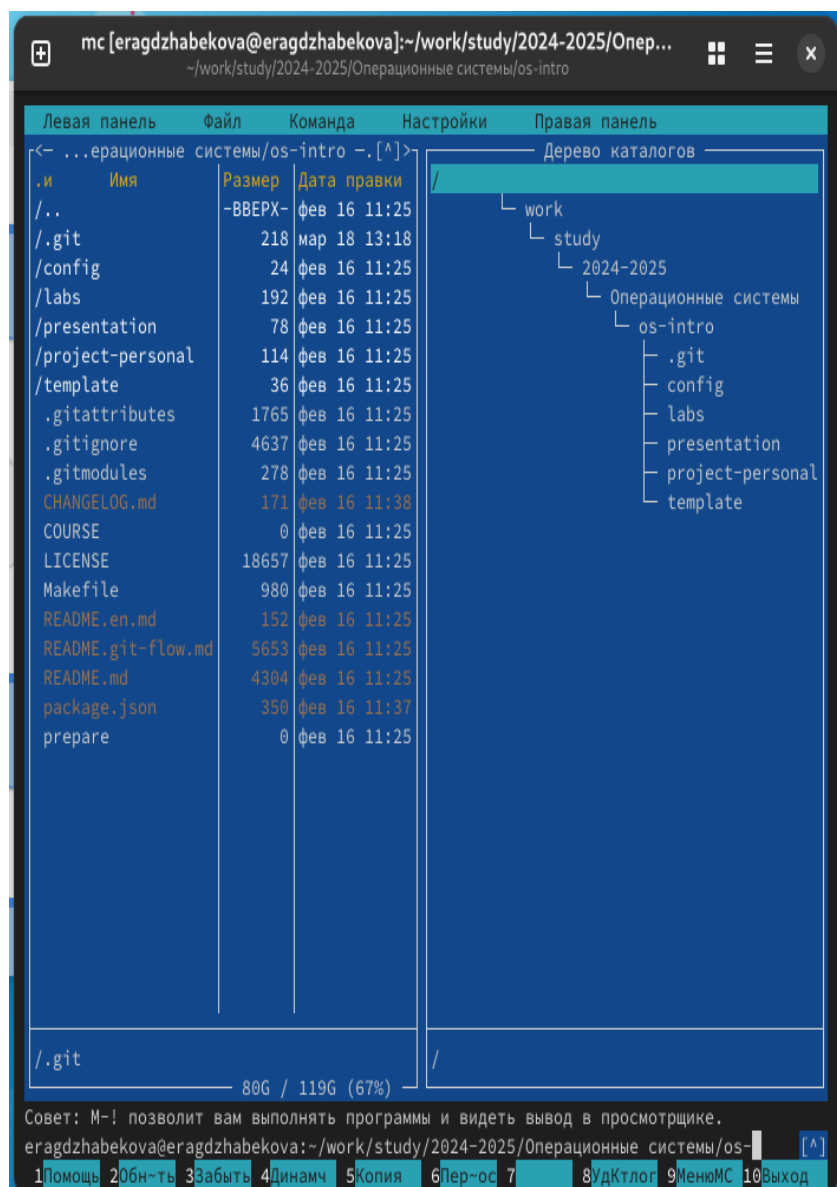 mc [eragdzhabekova@eragdzhabekova]:~/work/study/2024-2025/Опер...
~/work/study/2024-2025/Операционные системы/os-intro
Левая панель Файл Команда Настройки Правая панель
<— ...ерационные системы/os-intro —.[^]>
.и Имя Размер Дата правки
/.. -ВВЕРХ- фев 16 11:25
/.git 218 мар 18 13:18
/config 24 фев 16 11:25
/labs 192 фев 16 11:25
/presentation 78 фев 16 11:25
/project-personal 114 фев 16 11:25
/template 36 фев 16 11:25
.gitattributes 1765 фев 16 11:25
.gitignore 4637 фев 16 11:25
.gitmodules 278 фев 16 11:25
CHANGELOG.md 171 фев 16 11:38
COURSE 0 фев 16 11:25
LICENSE 18657 фев 16 11:25
Makefile 980 фев 16 11:25
README.en.md 152 фев 16 11:25
README.git-flow.md 5653 фев 16 11:25
README.md 4304 фев 16 11:25
package.json 350 фев 16 11:37
prepare 0 фев 16 11:25
/.git
80G / 119G (67%)
Дерево каталогов
/
work
study
2024-2025
Операционные системы
os-intro
.git
config
labs
presentation
project-personal
template
/
Совет: M-! позволит вам выполнять программы и видеть вывод в просмотрщике.
eragdzhabekova@eragdzhabekova:~/work/study/2024-2025/Операционные системы/os- [^]
1Помощь 2Обн~ть 3Забыть 4Динамч 5Копия 6Пер~ос 7 8УдКтлог 9МенюMC 10Выход